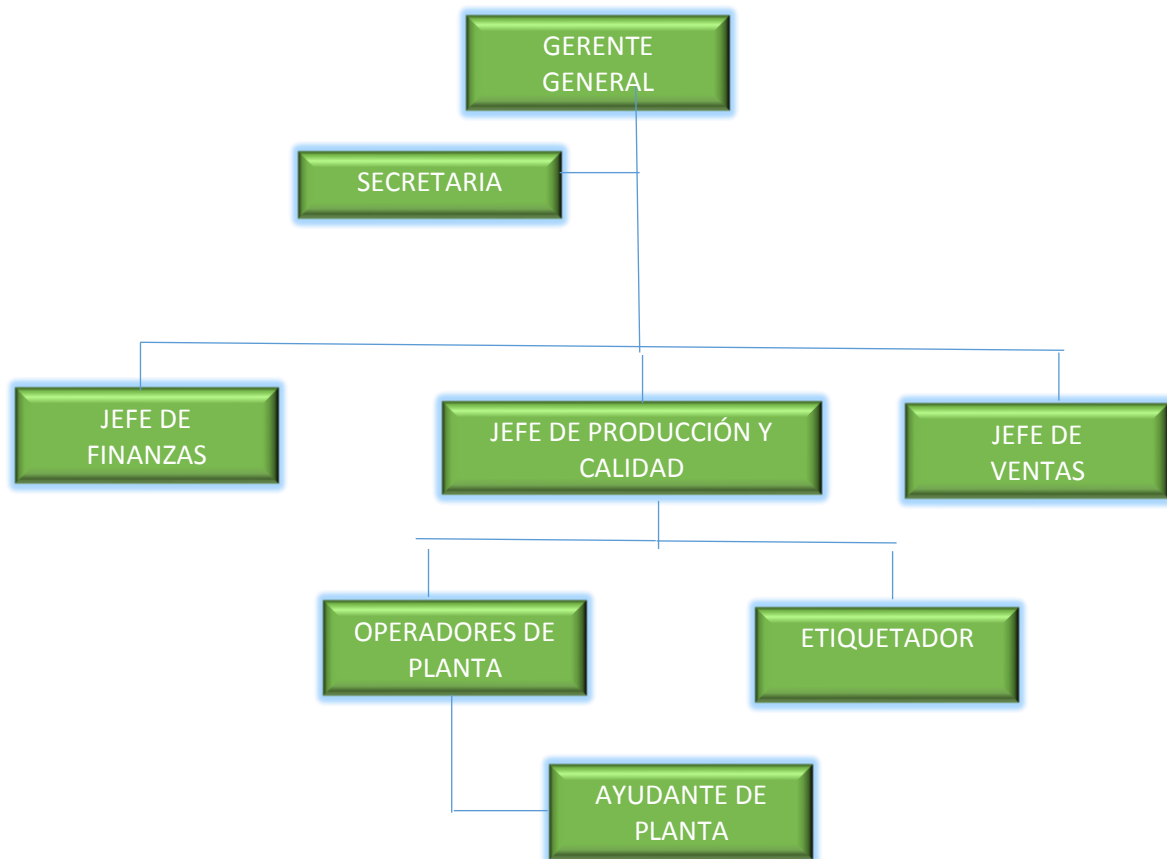 GERENTE
GENERAL
SECRETARIA
JEFE DE
FINANZAS
JEFE DE PRODUCCIÓN Y
CALIDAD
JEFE DE
VENTAS
OPERADORES DE
PLANTA
ETIQUETADOR
AYUDANTE DE
PLANTA